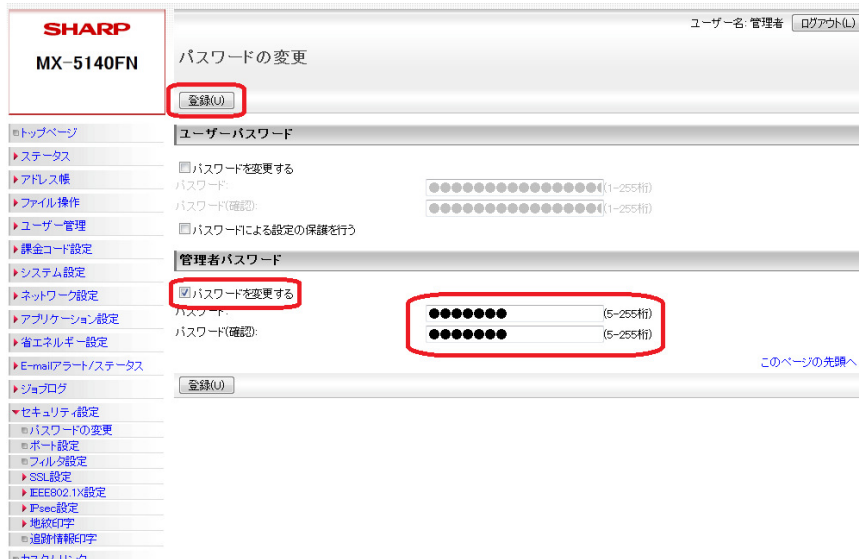 SHARP
MX-5140FN
ユーザー名: 管理者 ログアウト(L)
パスワードの変更
登録(U)
トップページ
ステータス
アドレス帳
ファイル操作
ユーザー管理
課金コード設定
システム設定
ネットワーク設定
アプリケーション設定
省エネルギー設定
E-mailアラート/ステータス
ジョブログ
セキュリティ設定
パスワードの変更
ポート設定
フィルタ設定
SSL設定
IEEE802.1X設定
IPsec設定
地紋印字
追跡情報印字
カスタムリンク
ユーザーパスワード
パスワードを変更する
パスワード: (1-255桁)
パスワード(確認): (1-255桁)
パスワードによる設定の保護を行う
管理者パスワード
パスワードを変更する
パスワード: (5-255桁)
パスワード(確認): (5-255桁)
このページの先頭へ
登録(U)